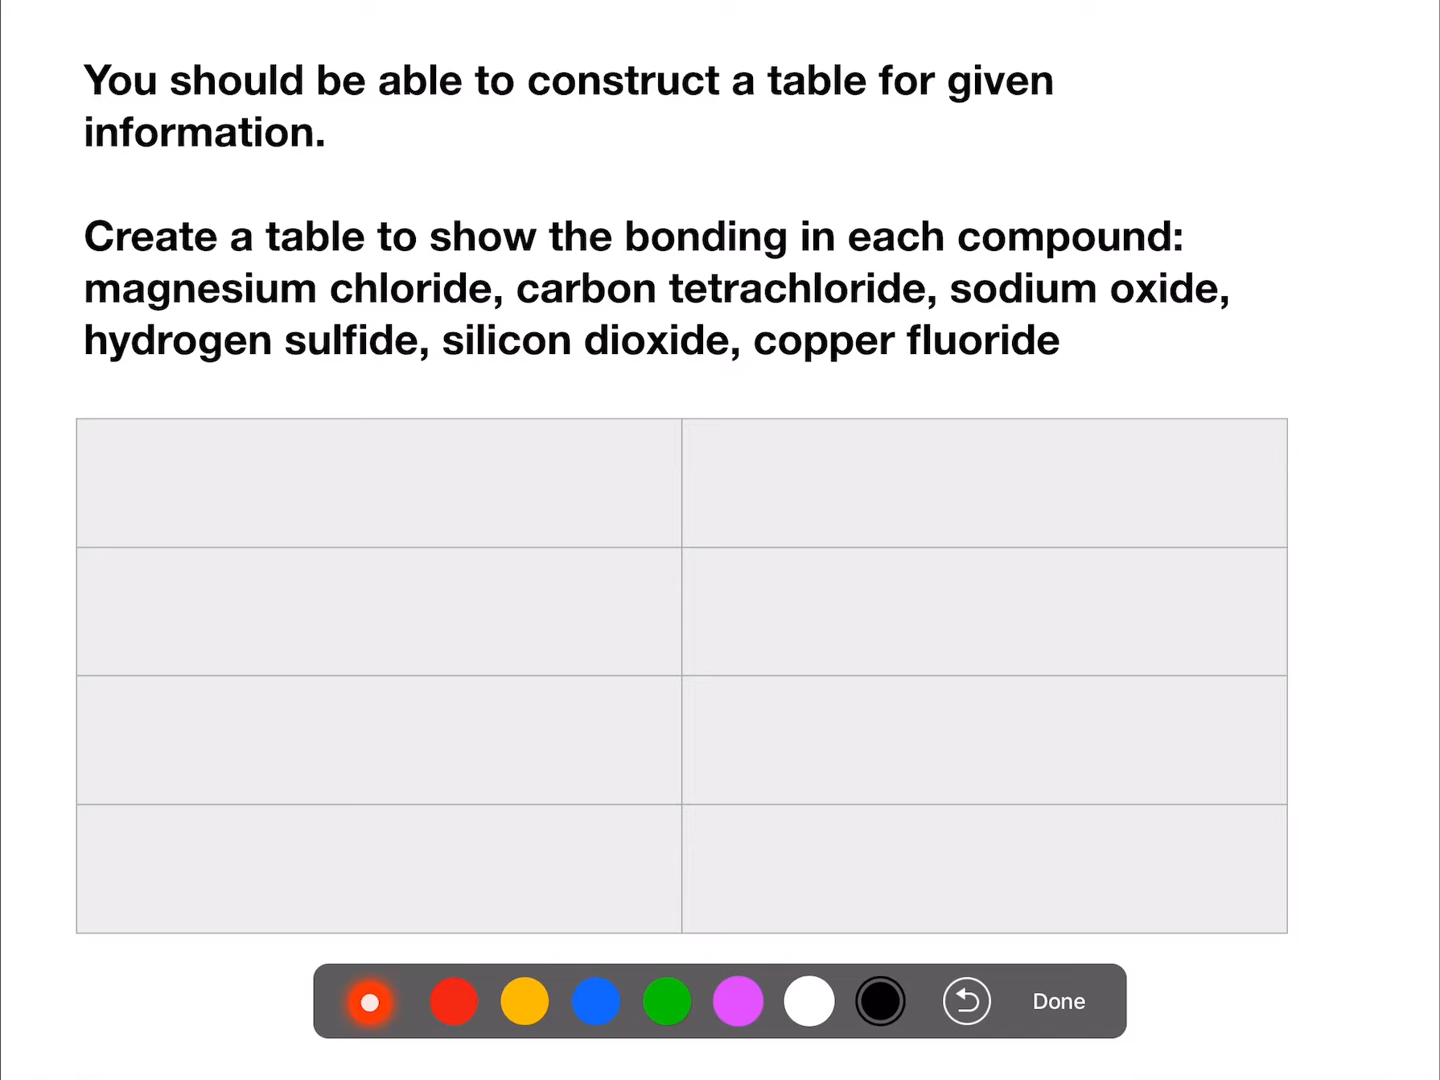 You should be able to construct a table for given
information.
Create a table to show the bonding in each compound:
magnesium chloride, carbon tetrachloride, sodium oxide,
hydrogen sulfide, silicon dioxide, copper fluoride
Done